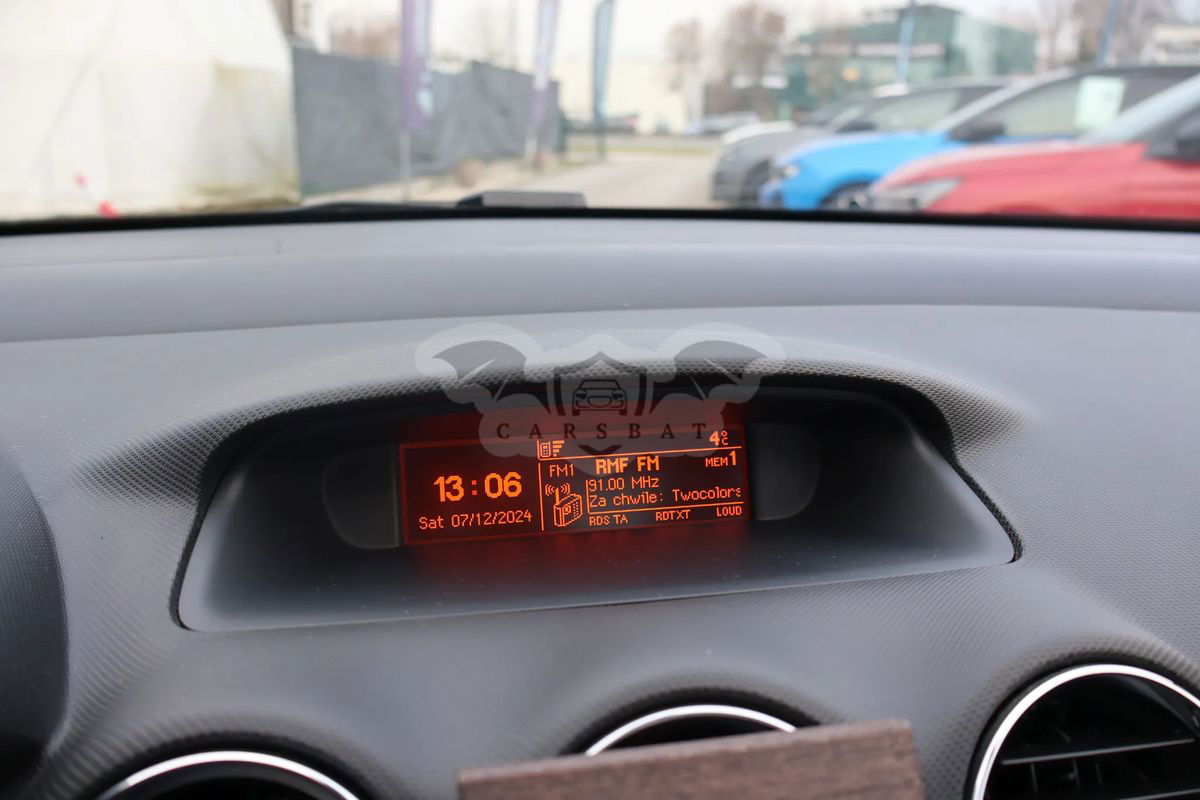 CARSBAT
4°C
FM1 RMF FM MEM1
13:06
91.00 MHz
Za chwile: Twocolors
Sat 07/12/2024
RDS TA RDTXT LOUD